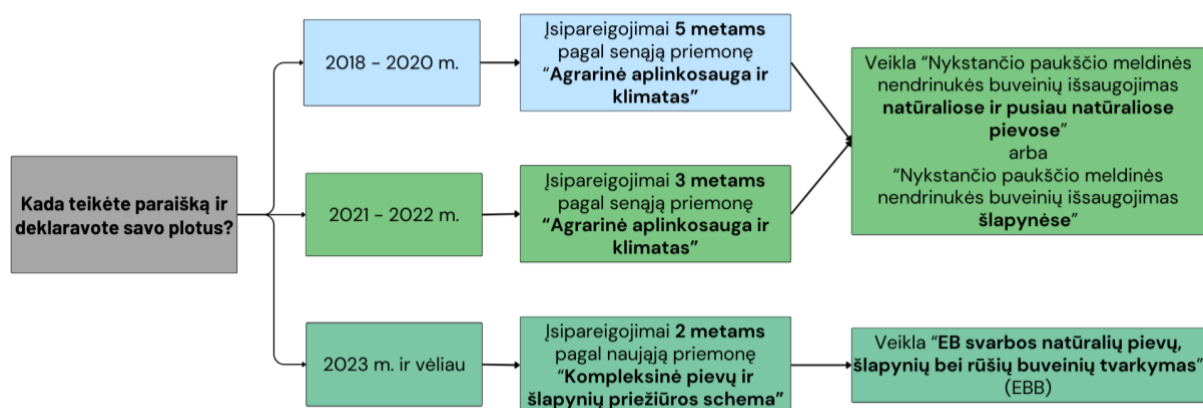 Kada teikėte paraišką ir
deklaravote savo plotus?
2018 - 2020 m.
Įsipareigojimai 5 metams
pagal senąją priemonę
“Agrarinė aplinkosauga ir
klimatas”
2021 - 2022 m.
Įsipareigojimai 3 metams
pagal senąją priemonę
“Agrarinė aplinkosauga ir
klimatas”
Veikla “Nykstančio paukščio meldinės
nendrinukės buveinių išsaugojimas
natūraliose ir pusiau natūraliose
pievose”
arba
“Nykstančio paukščio meldinės
nendrinukės buveinių išsaugojimas
šlapynėse”
2023 m. ir vėliau
Įsipareigojimai 2 metams
pagal naująją priemonę
“Kompleksinė pievų ir
šlapynių priežiūros schema”
Veikla “EB svarbos natūralių pievų,
šlapynių bei rūšių buveinių tvarkymas”
(EBB)